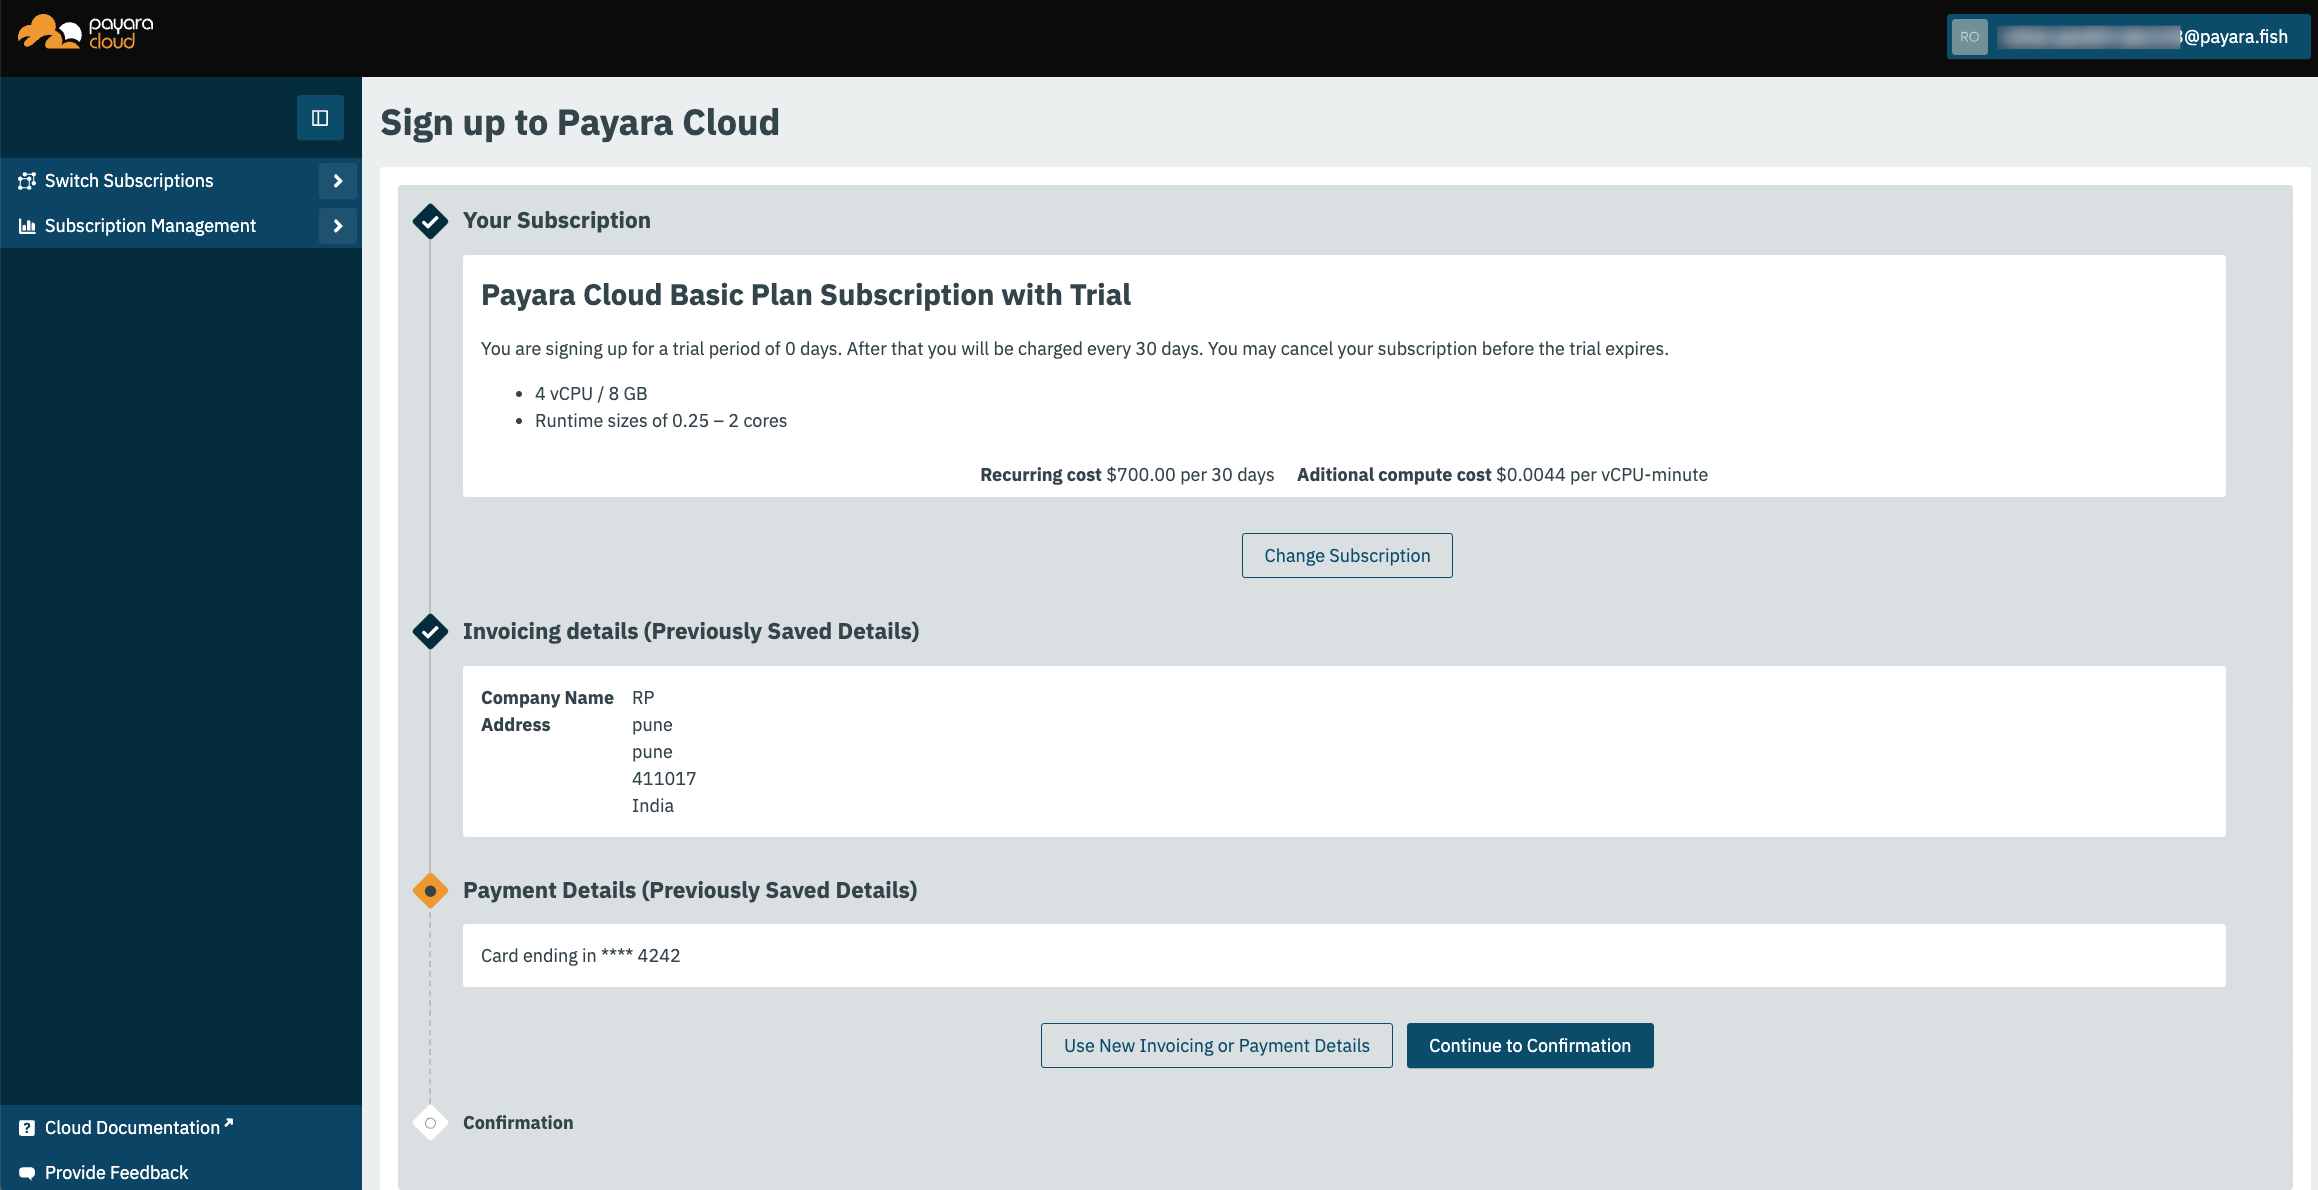 payara
cloud
RO
@payara.fish
Sign up to Payara Cloud
Switch Subscriptions
Subscription Management
Your Subscription
Payara Cloud Basic Plan Subscription with Trial
You are signing up for a trial period of 0 days. After that you will be charged every 30 days. You may cancel your subscription before the trial expires.
• 4 vCPU / 8 GB
• Runtime sizes of 0.25 – 2 cores
Recurring cost $700.00 per 30 days Aditional compute cost $0.0044 per vCPU-minute
Change Subscription
Invoicing details (Previously Saved Details)
Company Name RP
Address pune
pune
411017
India
Payment Details (Previously Saved Details)
Card ending in **** 4242
Use New Invoicing or Payment Details
Continue to Confirmation
Confirmation
Cloud Documentation
Provide Feedback